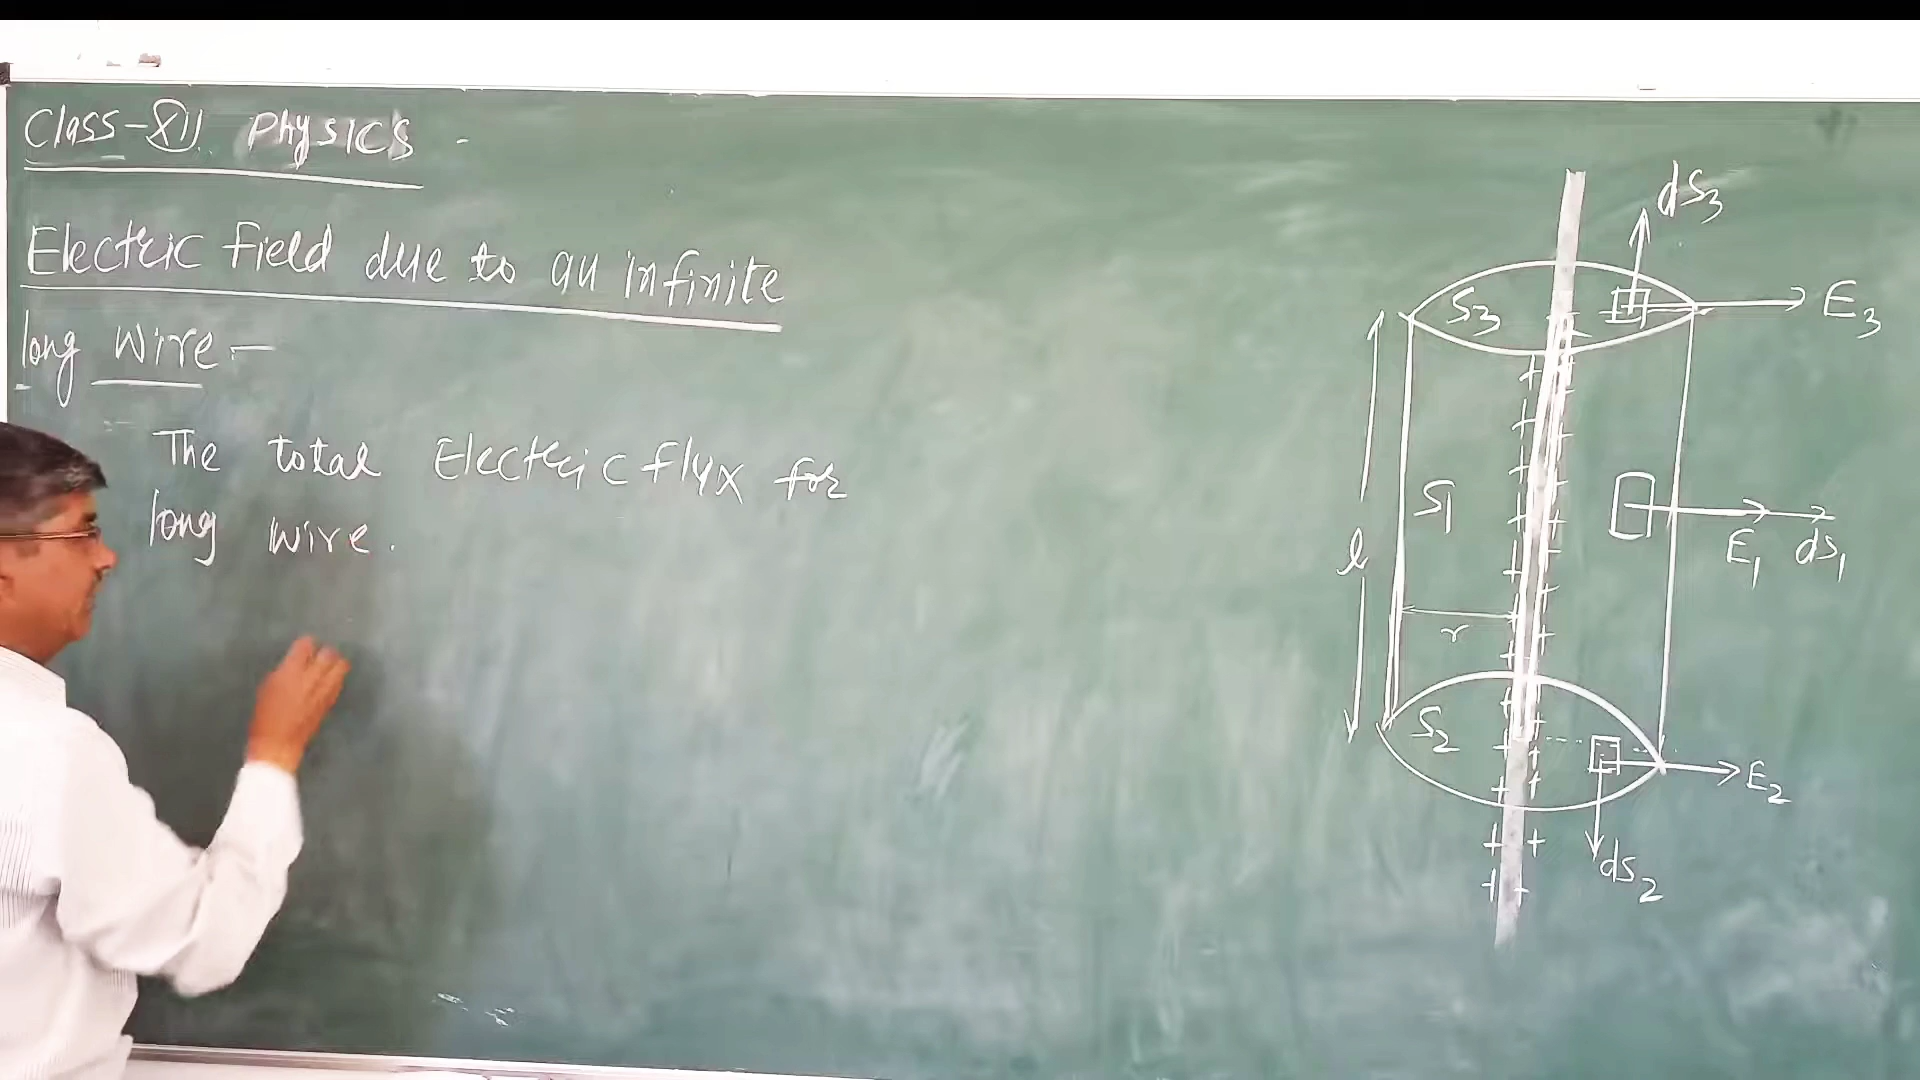 Class-XII Physics
Electric field due to an infinite
long wire-
The total Electric flux for
long wire.
dS3
S3
E3
S1
E1 ds1
l
r
S2
E2
ds2